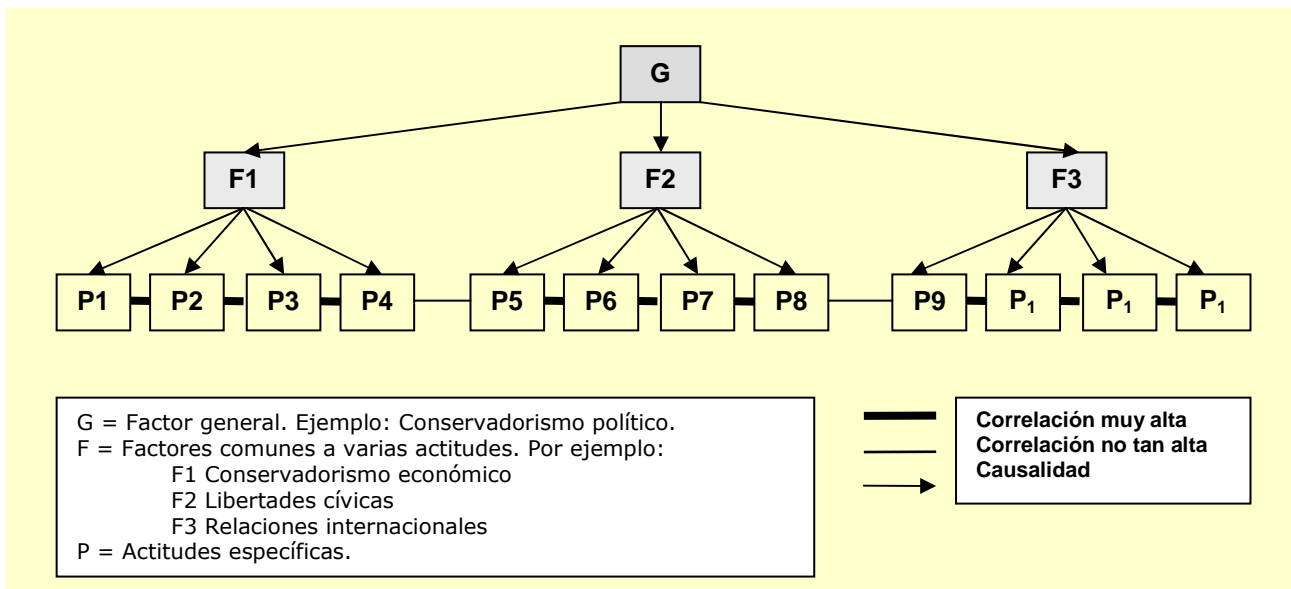 G
F1 F2 F3
P1 P2 P3 P4 P5 P6 P7 P8 P9 P₁ P₁ P₁
G = Factor general. Ejemplo: Conservadorismo político.
F = Factores comunes a varias actitudes. Por ejemplo:
F1 Conservadorismo económico
F2 Libertades cívicas
F3 Relaciones internacionales
P = Actitudes específicas.
Correlación muy alta
Correlación no tan alta
Causalidad